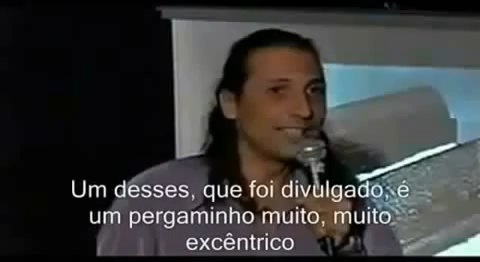 Um desses, que foi divulgado, é
um pergaminho muito, muito
excêntrico